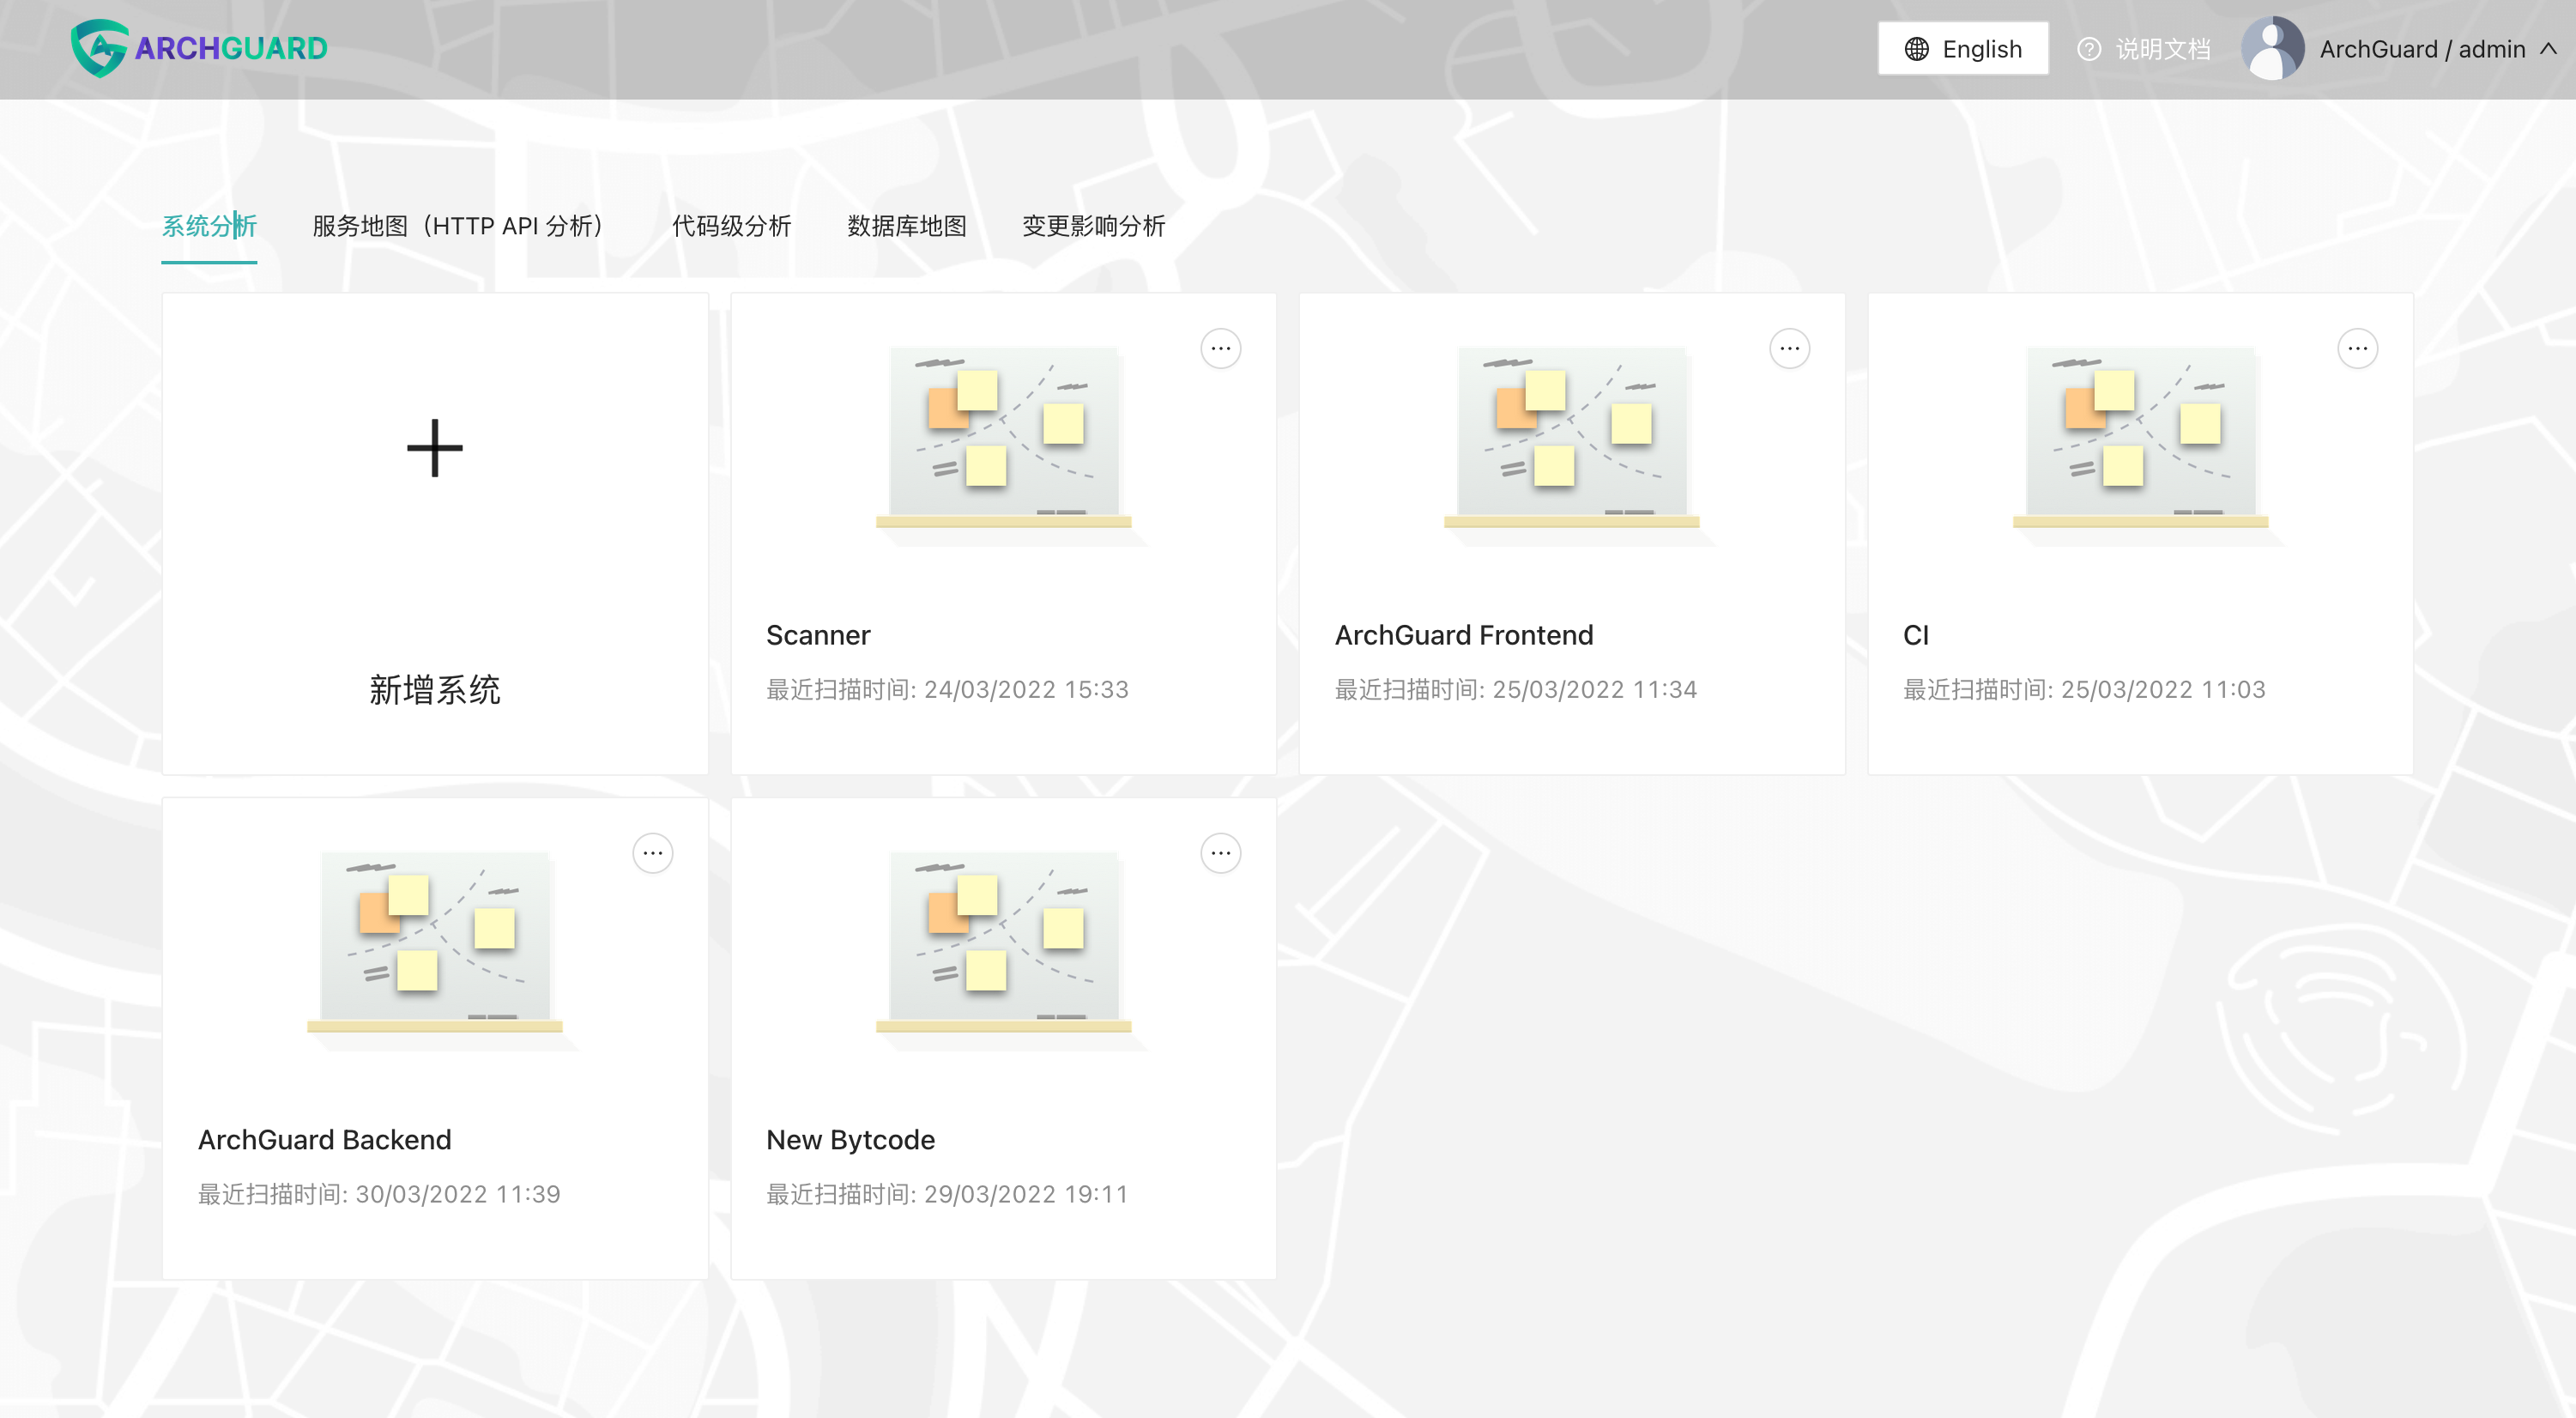 ARCHGUARD
English
说明文档
ArchGuard / admin
系统分析
服务地图（HTTP API 分析）
代码级分析
数据库地图
变更影响分析
新增系统
Scanner
最近扫描时间: 24/03/2022 15:33
ArchGuard Frontend
最近扫描时间: 25/03/2022 11:34
CI
最近扫描时间: 25/03/2022 11:03
ArchGuard Backend
最近扫描时间: 30/03/2022 11:39
New Bytcode
最近扫描时间: 29/03/2022 19:11